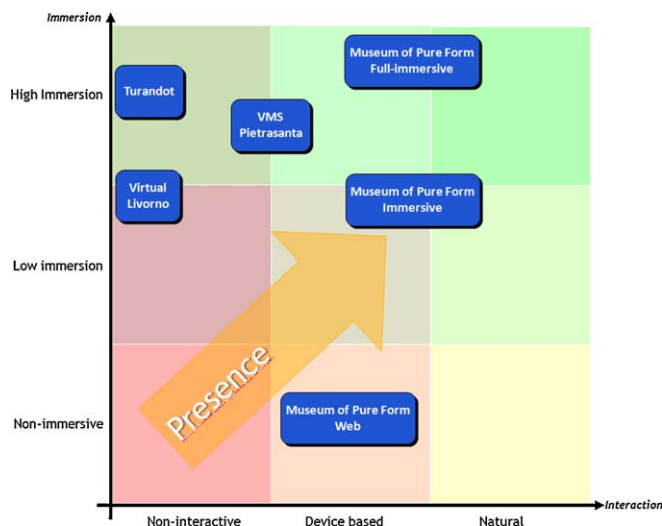 Immersion
Museum of Pure Form
Full-immersive
High Immersion
Turandot
VMS
Pietrasanta
Virtual
Livorno
Museum of Pure Form
Immersive
Low immersion
Presence
Museum of Pure Form
Web
Non-immersive
Interaction
Non-interactive
Device based
Natural